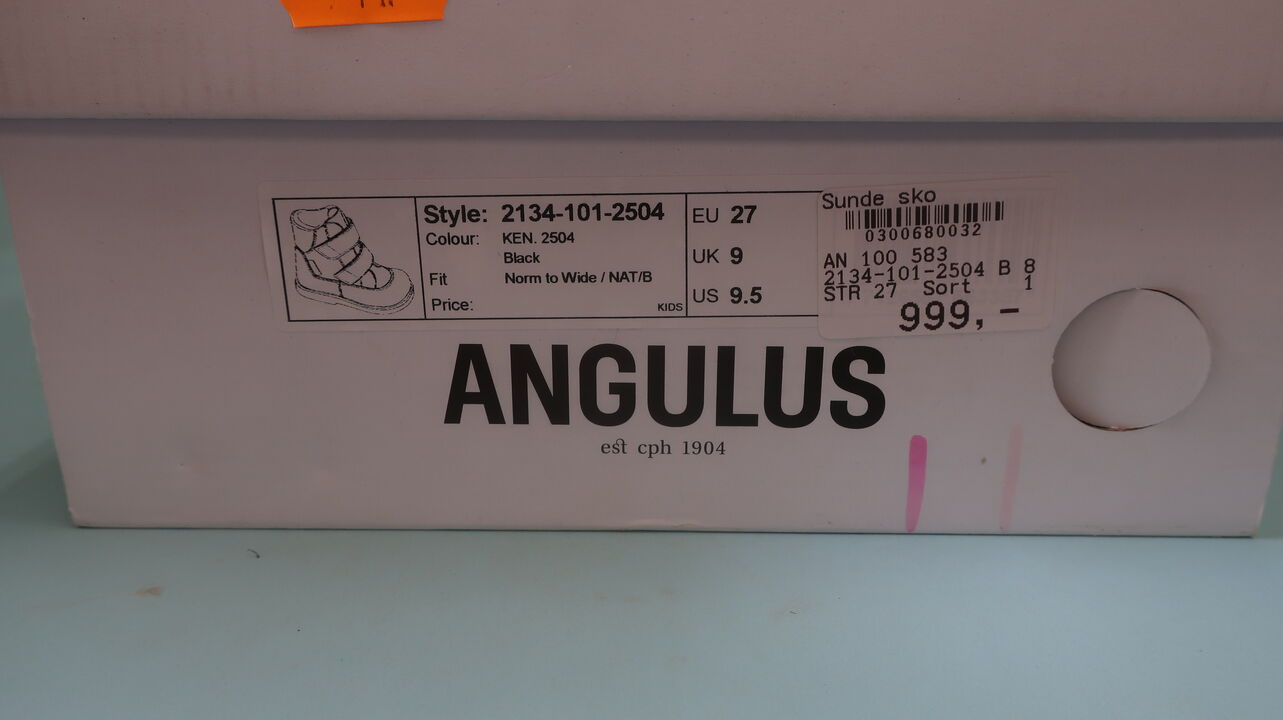 Style: 2134-101-2504
Colour: KEN. 2504
Black
Fit Norm to Wide / NAT/B
Price:
KIDS
EU 27
UK 9
US 9.5
Sunde sko
0300680032
AN 100 583
2134-101-2504 B 8
STR 27 Sort 1
999,-
ANGULUS
est cph 1904